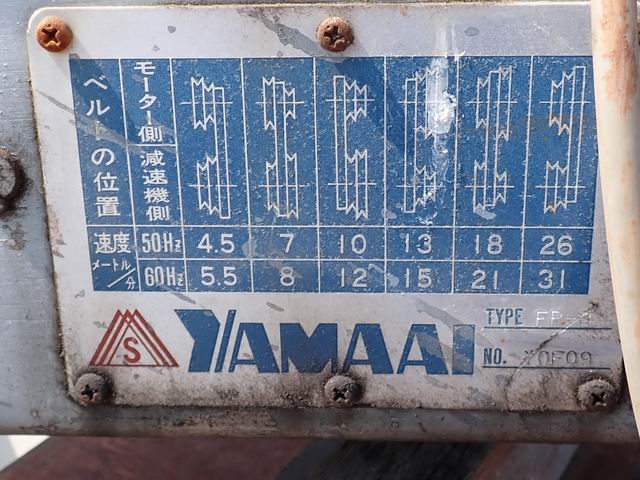 ベルトの位置
モーター側
減速機側
速度 50Hz 4.5 7 10 13 18 26
メートル/分 60Hz 5.5 8 12 15 21 31
S YAMAAI
TYPE
NO.